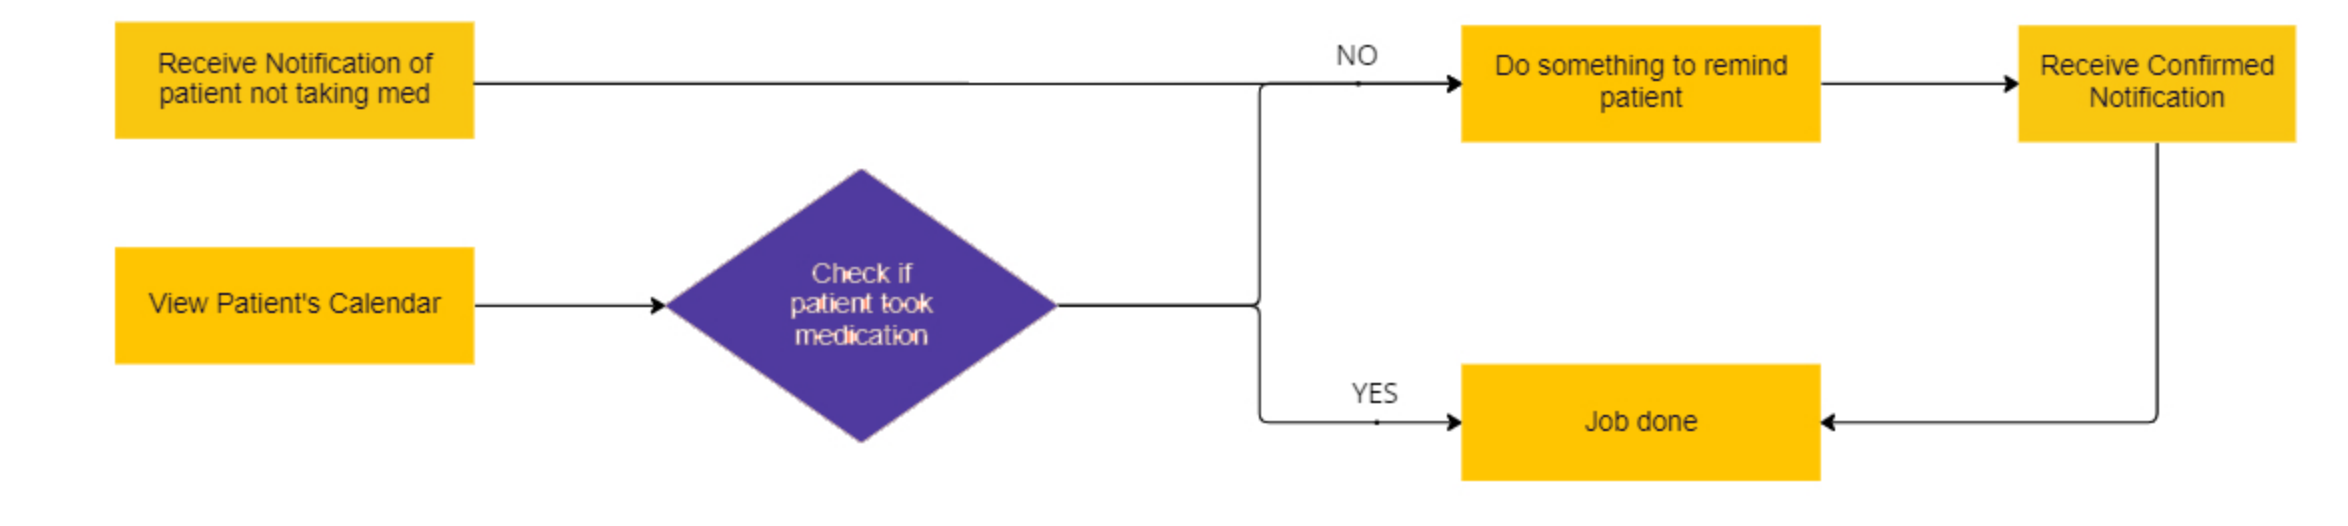 Receive Notification of
patient not taking med
NO
Do something to remind
patient
Receive Confirmed
Notification
View Patient's Calendar
Check if
patient took
medication
YES
Job done